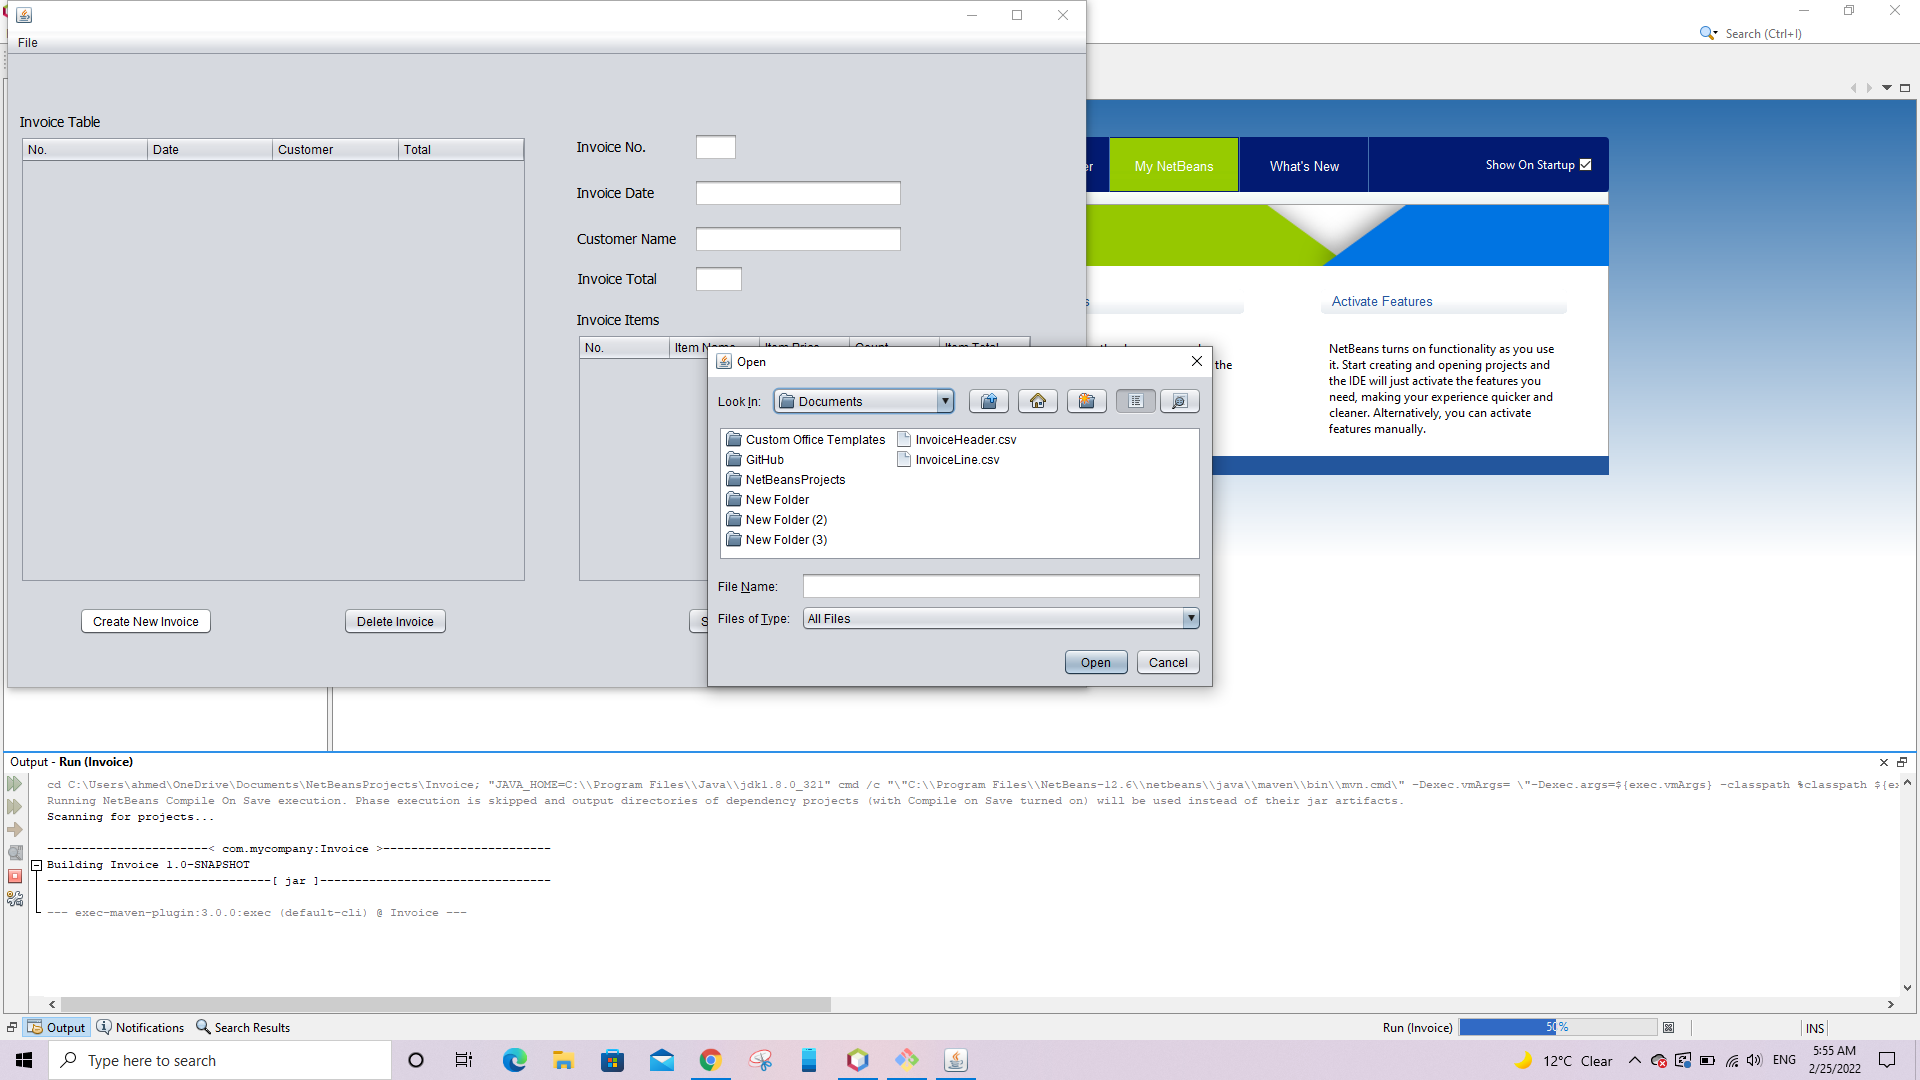 File
Search (Ctrl+I)
Invoice Table
No. Date Customer Total
Invoice No.
Invoice Date
Customer Name
Invoice Total
Invoice Items
No.
My NetBeans
What's New
Show On Startup
Activate Features
the
NetBeans turns on functionality as you use
it. Start creating and opening projects and
the IDE will just activate the features you
need, making your experience quicker and
cleaner. Alternatively, you can activate
features manually.
Open
Look In: Documents
Custom Office Templates
GitHub
NetBeansProjects
New Folder
New Folder (2)
New Folder (3)
InvoiceHeader.csv
InvoiceLine.csv
File Name:
Files of Type: All Files
Open Cancel
Create New Invoice
Delete Invoice
Output - Run (Invoice)
cd C:\Users\ahmed\OneDrive\Documents\NetBeansProjects\Invoice; "JAVA_HOME=C:\\Program Files\\Java\\jdk1.8.0_321" cmd /c "\"C:\\Program Files\\NetBeans-12.6\\netbeans\\java\\maven\\bin\\mvn.cmd\" -Dexec.vmArgs= \"-Dexec.args=${exec.vmArgs} -classpath %classpath ${ex
Running NetBeans Compile On Save execution. Phase execution is skipped and output directories of dependency projects (with Compile on Save turned on) will be used instead of their jar artifacts.
Scanning for projects...
------------------------< com.mycompany:Invoice >------------------------
Building Invoice 1.0-SNAPSHOT
--------------------------------[ jar ]---------------------------------
--- exec-maven-plugin:3.0.0:exec (default-cli) @ Invoice ---
Output Notifications Search Results
Run (Invoice) 50% INS
Type here to search
12°C Clear
ENG
5:55 AM
2/25/2022